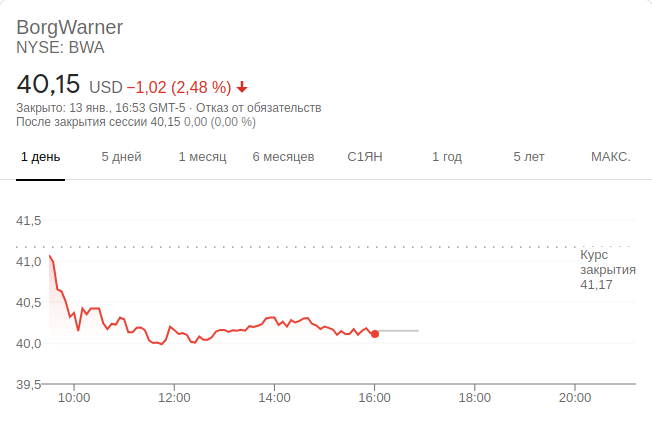 BorgWarner
NYSE: BWA
40,15 USD −1,02 (2,48 %)
Закрыто: 13 янв., 16:53 GMT-5 · Отказ от обязательств
После закрытия сессии 40,15 0,00 (0,00 %)
1 день 5 дней 1 месяц 6 месяцев С1ЯН 1 год 5 лет МАКС.
41,5
Курс
закрытия
41,17
41,0
40,5
40,0
39,5
10:00 12:00 14:00 16:00 18:00 20:00